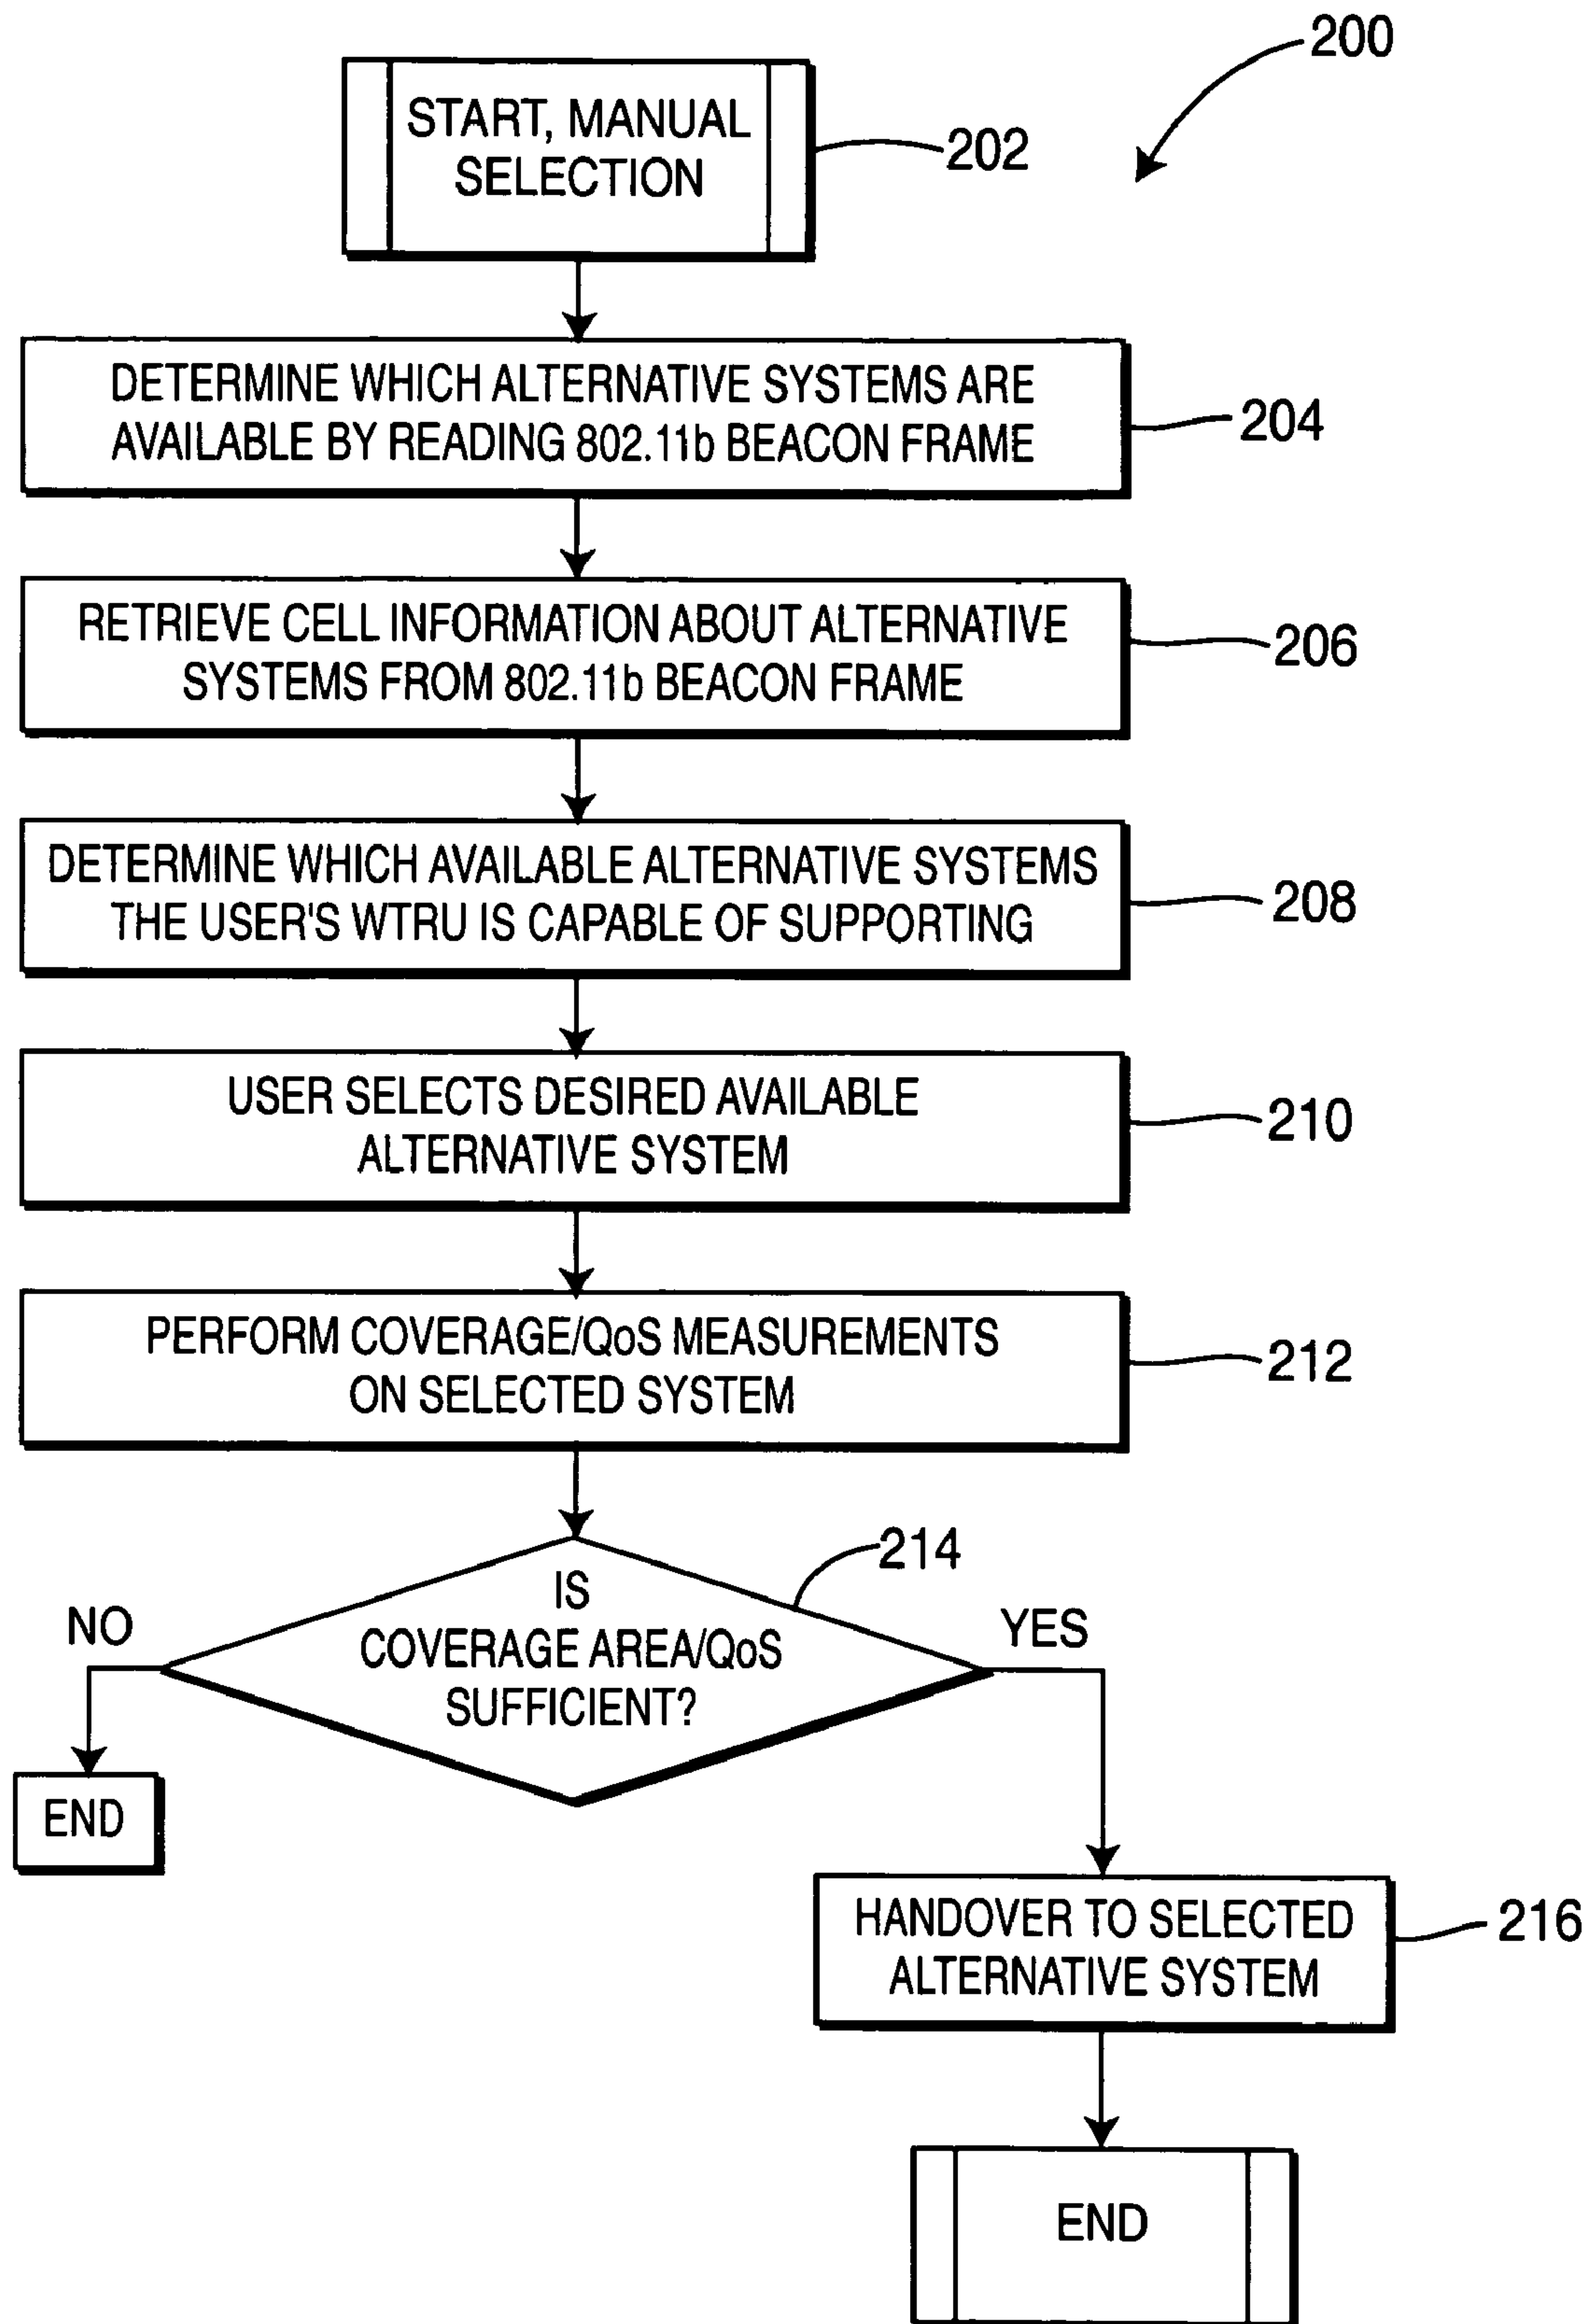 200
START, MANUAL
SELECTION
202
DETERMINE WHICH ALTERNATIVE SYSTEMS ARE
AVAILABLE BY READING 802.11b BEACON FRAME
204
RETRIEVE CELL INFORMATION ABOUT ALTERNATIVE
SYSTEMS FROM 802.11b BEACON FRAME
206
DETERMINE WHICH AVAILABLE ALTERNATIVE SYSTEMS
THE USER'S WTRU IS CAPABLE OF SUPPORTING
208
USER SELECTS DESIRED AVAILABLE
ALTERNATIVE SYSTEM
210
PERFORM COVERAGE/QoS MEASUREMENTS
ON SELECTED SYSTEM
212
214
IS
COVERAGE AREA/QoS
SUFFICIENT?
NO
YES
END
HANDOVER TO SELECTED
ALTERNATIVE SYSTEM
216
END